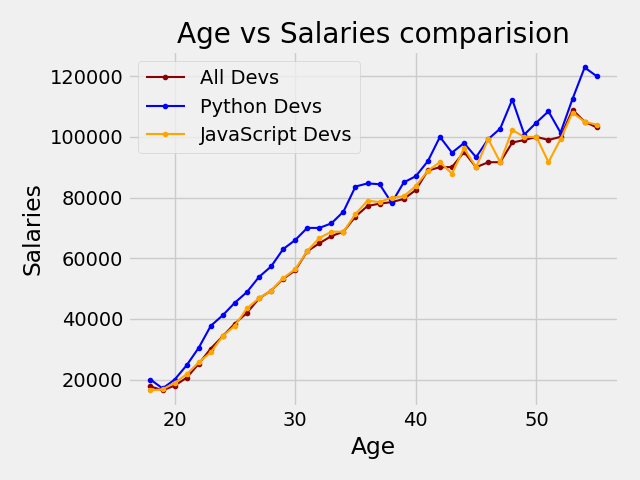 Age vs Salaries comparision
All Devs
Python Devs
JavaScript Devs
120000
100000
80000
60000
40000
20000
Salaries
20 30 40 50
Age